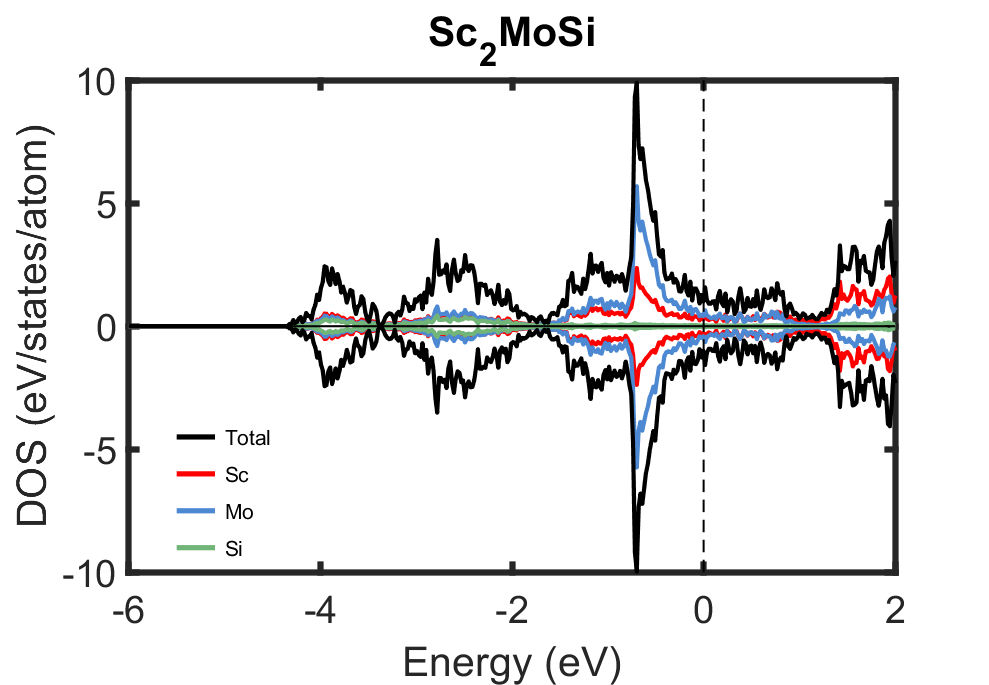 Sc₂MoSi
10
5
0
-5
-10
DOS (eV/states/atom)
Total
Sc
Mo
Si
-6 -4 -2 0 2
Energy (eV)